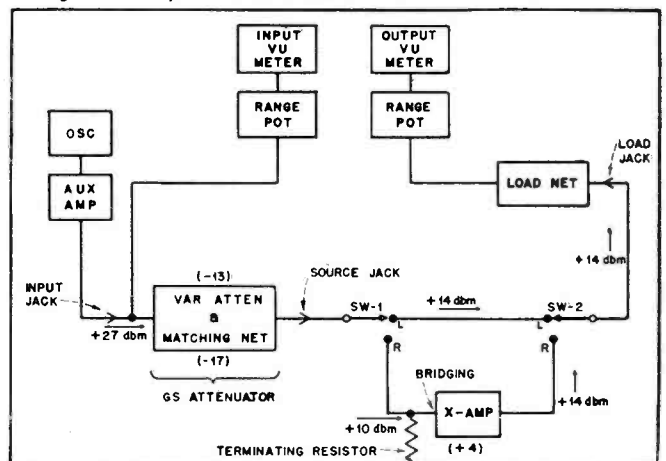 INPUT
VU
METER
OUTPUT
VU
METER
RANGE
POT
RANGE
POT
OSC
AUX
AMP
LOAD
JACK
LOAD NET
+14 dbm
INPUT
JACK
+27 dbm
(-13)
VAR ATTEN
a
MATCHING NET
(-17)
GS ATTENUATOR
SOURCE JACK
SW-1
L
+14 dbm
L
SW-2
R
R
BRIDGING
X-AMP
(+4)
+10 dbm
+14 dbm
TERMINATING RESISTOR